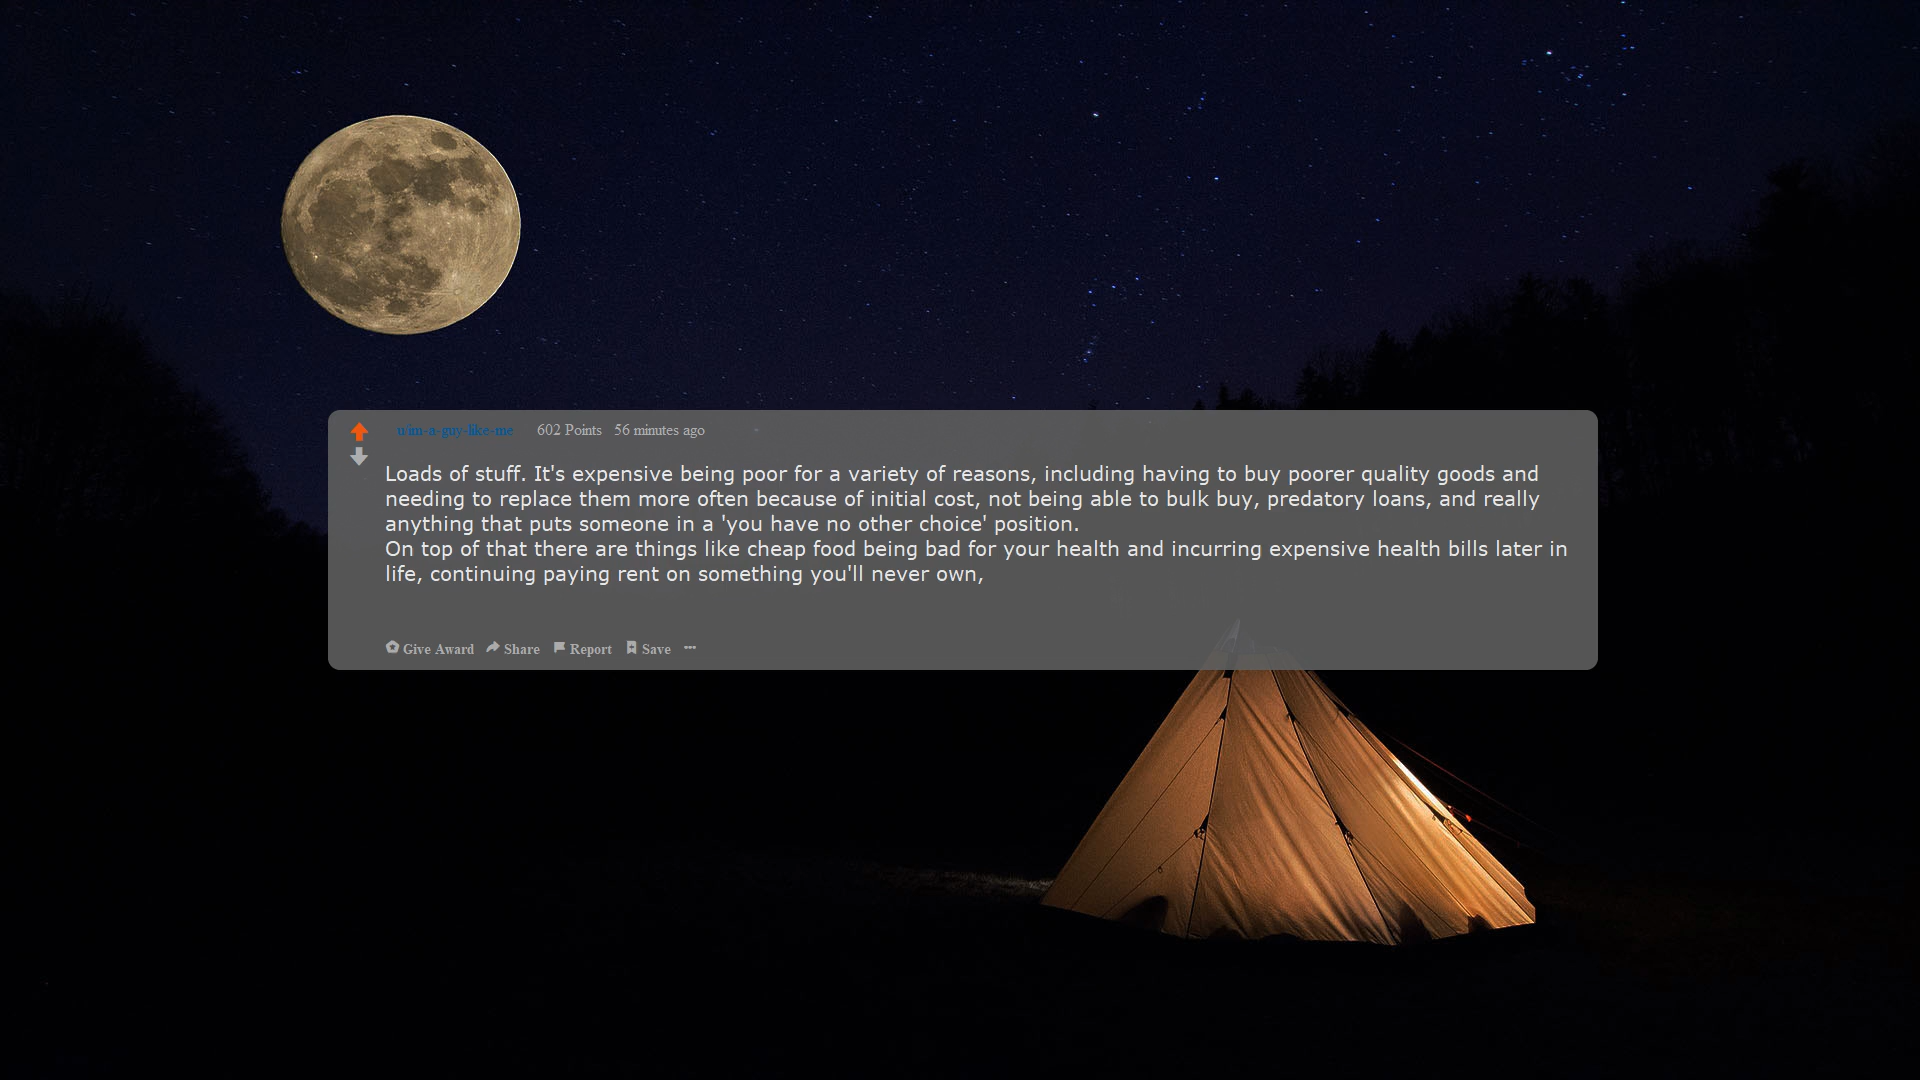 u/im-a-guy-like-me 602 Points 56 minutes ago
Loads of stuff. It's expensive being poor for a variety of reasons, including having to buy poorer quality goods and
needing to replace them more often because of initial cost, not being able to bulk buy, predatory loans, and really
anything that puts someone in a 'you have no other choice' position.
On top of that there are things like cheap food being bad for your health and incurring expensive health bills later in
life, continuing paying rent on something you'll never own,
Give Award Share Report Save ···